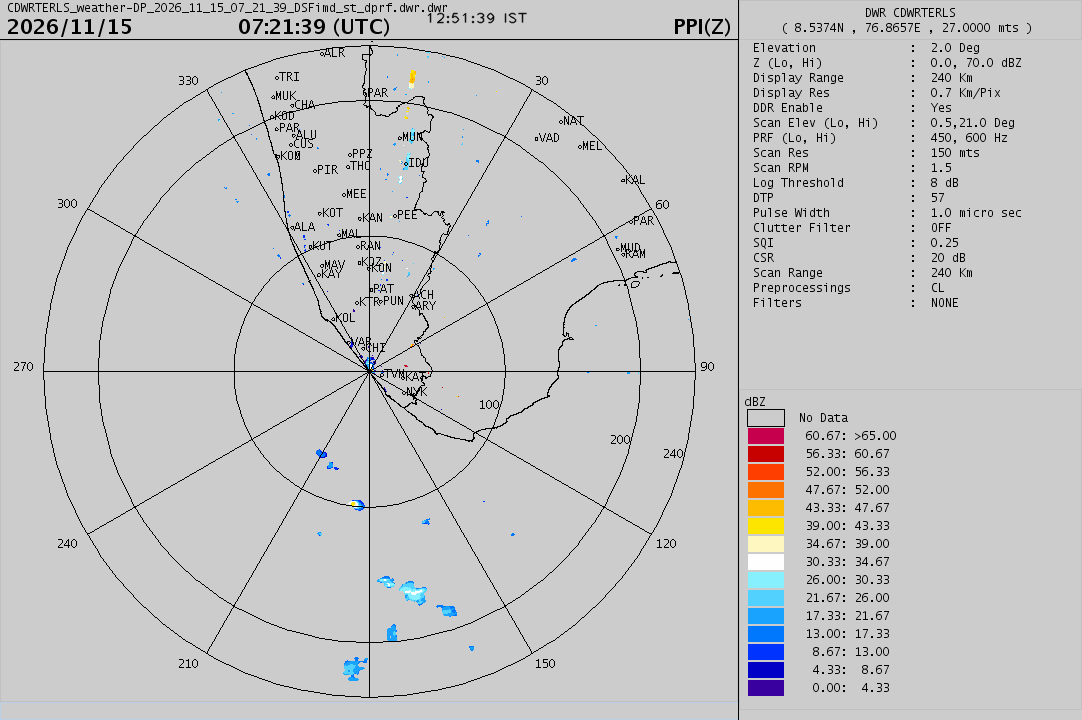 CDWRTERLS_weather-DP_2026_11_15_07_21_39_DSFimd_st_dprf.dwr.dwr
2026/11/15 07:21:39 (UTC) 12:51:39 IST PPI(Z)
DWR CDWRTERLS
( 8.5374N , 76.8657E , 27.0000 mts )
Elevation : 2.0 Deg
Z (Lo, Hi) : 0.0, 70.0 dBZ
Display Range : 240 Km
Display Res : 0.7 Km/Pix
DDR Enable : Yes
Scan Elev (Lo, Hi) : 0.5,21.0 Deg
PRF (Lo, Hi) : 450, 600 Hz
Scan Res : 150 mts
Scan RPM : 1.5
Log Threshold : 8 dB
DTP : 57
Pulse Width : 1.0 micro sec
Clutter Filter : OFF
SQI : 0.25
CSR : 20 dB
Scan Range : 240 Km
Preprocessings : CL
Filters : NONE
dBZ
No Data
60.67: >65.00
56.33: 60.67
52.00: 56.33
47.67: 52.00
43.33: 47.67
39.00: 43.33
34.67: 39.00
30.33: 34.67
26.00: 30.33
21.67: 26.00
17.33: 21.67
13.00: 17.33
8.67: 13.00
4.33: 8.67
0.00: 4.33
ALR
330
TRI
30
MUK
PAR
CHA
KOD
NAT
PAR
ALU
MUN
VAD
CUS
MEL
PPZ
IDU
PIR
THO
KAL
MEE
300
60
KOT
KAN
PEE
PAR
ALA
MAL
KUT
RAN
MUD
RAM
MAV
KOZ
KON
KAY
PAT
ACH
KTR
PUN
ARY
KOL
VAR
CHI
270
90
TVN
KAT
NYK
100
200
240
240
120
210
150